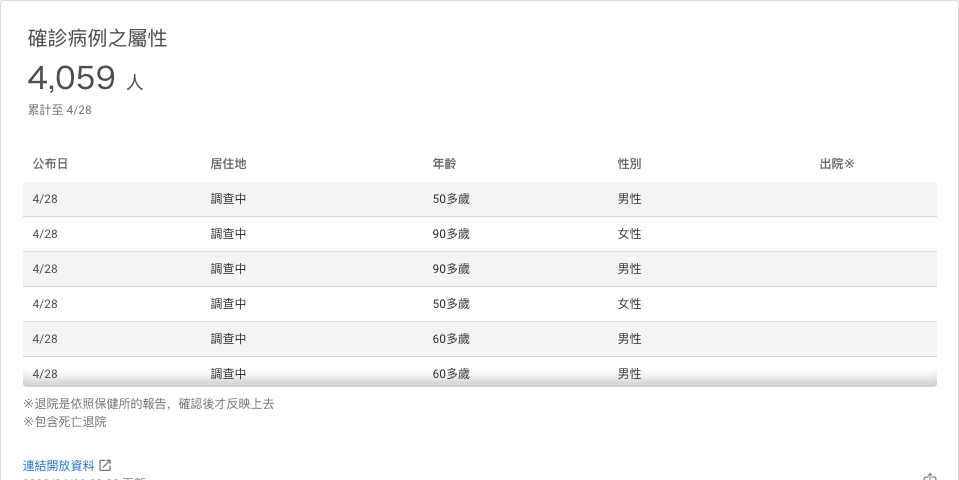 確診病例之屬性
4,059 人
累計至 4/28
公布日 居住地 年齡 性別 出院※
4/28 調查中 50多歲 男性
4/28 調查中 90多歲 女性
4/28 調查中 90多歲 男性
4/28 調查中 50多歲 女性
4/28 調查中 60多歲 男性
4/28 調查中 60多歲 男性
※退院是依照保健所的報告，確認後才反映上去
※包含死亡退院
連結開放資料